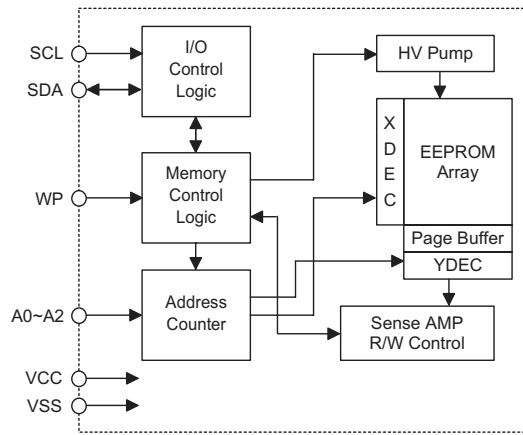 SCL
SDA
WP
A0~A2
VCC
VSS
I/O
Control
Logic
Memory
Control
Logic
Address
Counter
HV Pump
X
D
E
C
EEPROM
Array
Page Buffer
YDEC
Sense AMP
R/W Control